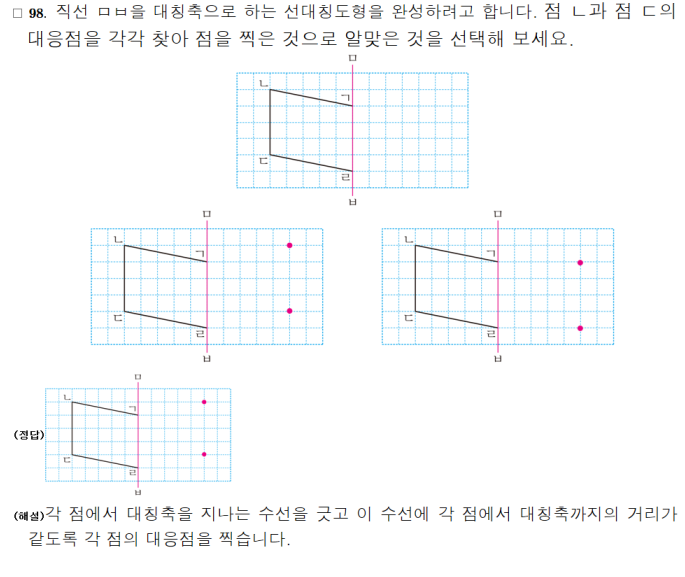 □ 98. 직선 ㅁㅂ을 대칭축으로 하는 선대칭도형을 완성하려고 합니다. 점 ㄴ과 점 ㄷ의
대응점을 각각 찾아 점을 찍은 것으로 알맞은 것을 선택해 보세요.
ㅁ
ㄴ
ㄱ
ㄷ
ㄹ
ㅂ
ㅁ
ㄴ
ㄱ
ㄷ
ㄹ
ㅂ
ㅁ
ㄴ
ㄱ
ㄷ
ㄹ
ㅂ
ㅁ
ㄴ
ㄱ
(정답)
ㄷ
ㄹ
ㅂ
(해설)각 점에서 대칭축을 지나는 수선을 긋고 이 수선에 각 점에서 대칭축까지의 거리가
같도록 각 점의 대응점을 찍습니다.